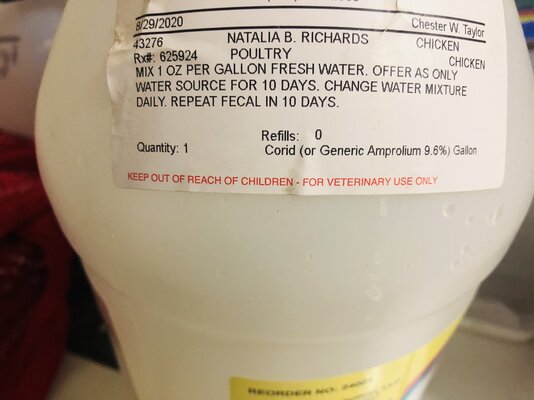 8/29/2020 Chester W. Taylor
43276 NATALIA B. RICHARDS CHICKEN
Rx#: 625924 POULTRY CHICKEN
MIX 1 OZ PER GALLON FRESH WATER. OFFER AS ONLY
WATER SOURCE FOR 10 DAYS. CHANGE WATER MIXTURE
DAILY. REPEAT FECAL IN 10 DAYS.
Refills: 0
Quantity: 1 Corid (or Generic Amprolium 9.6%) Gallon
KEEP OUT OF REACH OF CHILDREN - FOR VETERINARY USE ONLY
REORDER NO: